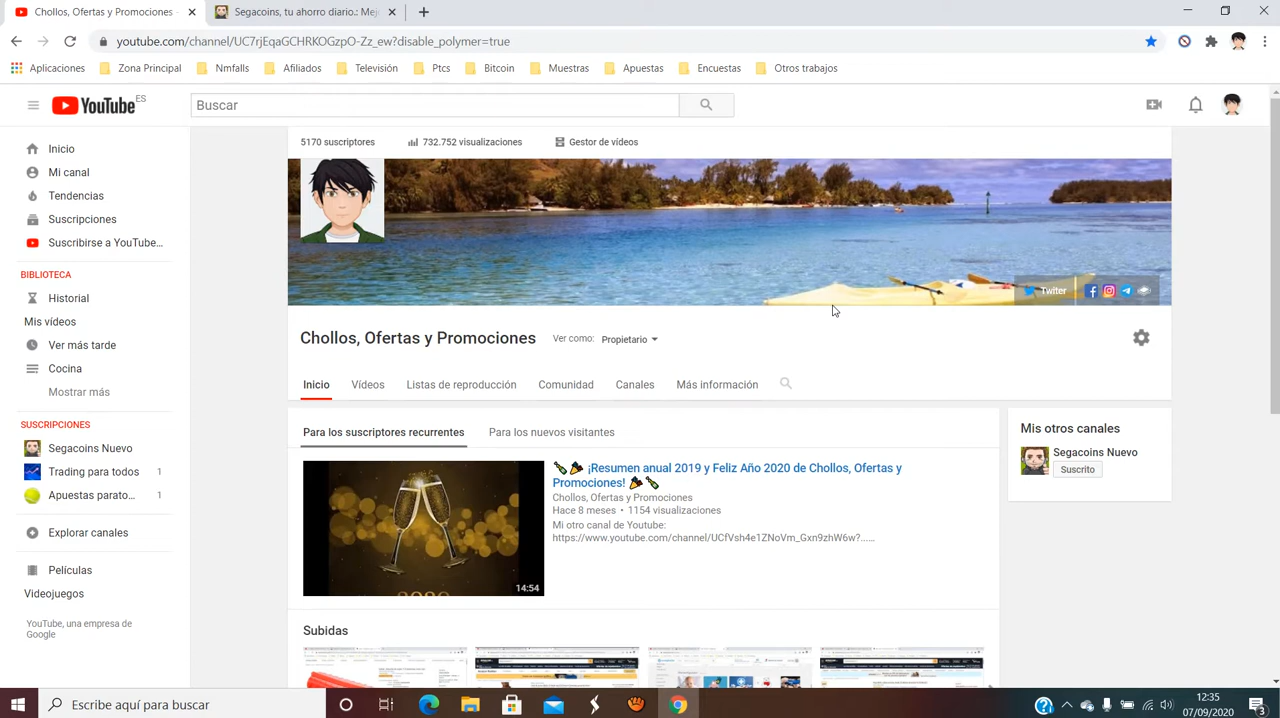 Chollos, Ofertas y Promociones -
Segacoins, tu ahorro diario.: Mej
youtube.com/channel/UC7rjEqaGCHRKOGzpO-Zz_ew?disable_polymer=true
Aplicaciones Zona Principal Nmfalls Afiliados Televisión Ptcs Bitcoin Muestras Apuestas Encuestas Otros trabajos
YouTube ES
Buscar
5170 suscriptores 732.752 visualizaciones Gestor de vídeos
Inicio
Mi canal
Tendencias
Suscripciones
Suscribirse a YouTube...
BIBLIOTECA
Historial
Mis vídeos
Ver más tarde
Cocina
Mostrar más
SUSCRIPCIONES
Segacoins Nuevo
Trading para todos 1
Apuestas parato... 1
Explorar canales
Películas
Videojuegos
YouTube, una empresa de
Google
Twiter
Chollos, Ofertas y Promociones Ver como: Propietario
Inicio Vídeos Listas de reproducción Comunidad Canales Más información
Para los suscriptores recurrentes Para los nuevos visitantes
14:54
¡Resumen anual 2019 y Feliz Año 2020 de Chollos, Ofertas y
Promociones!
Chollos, Ofertas y Promociones
Hace 8 meses • 1154 visualizaciones
Mi otro canal de Youtube:
https://www.youtube.com/channel/UCfVsh4e1ZNoVm_Gxn9zhW6w?......
Mis otros canales
Segacoins Nuevo
Suscrito
Subidas
Escribe aquí para buscar
12:35
07/09/2020
3